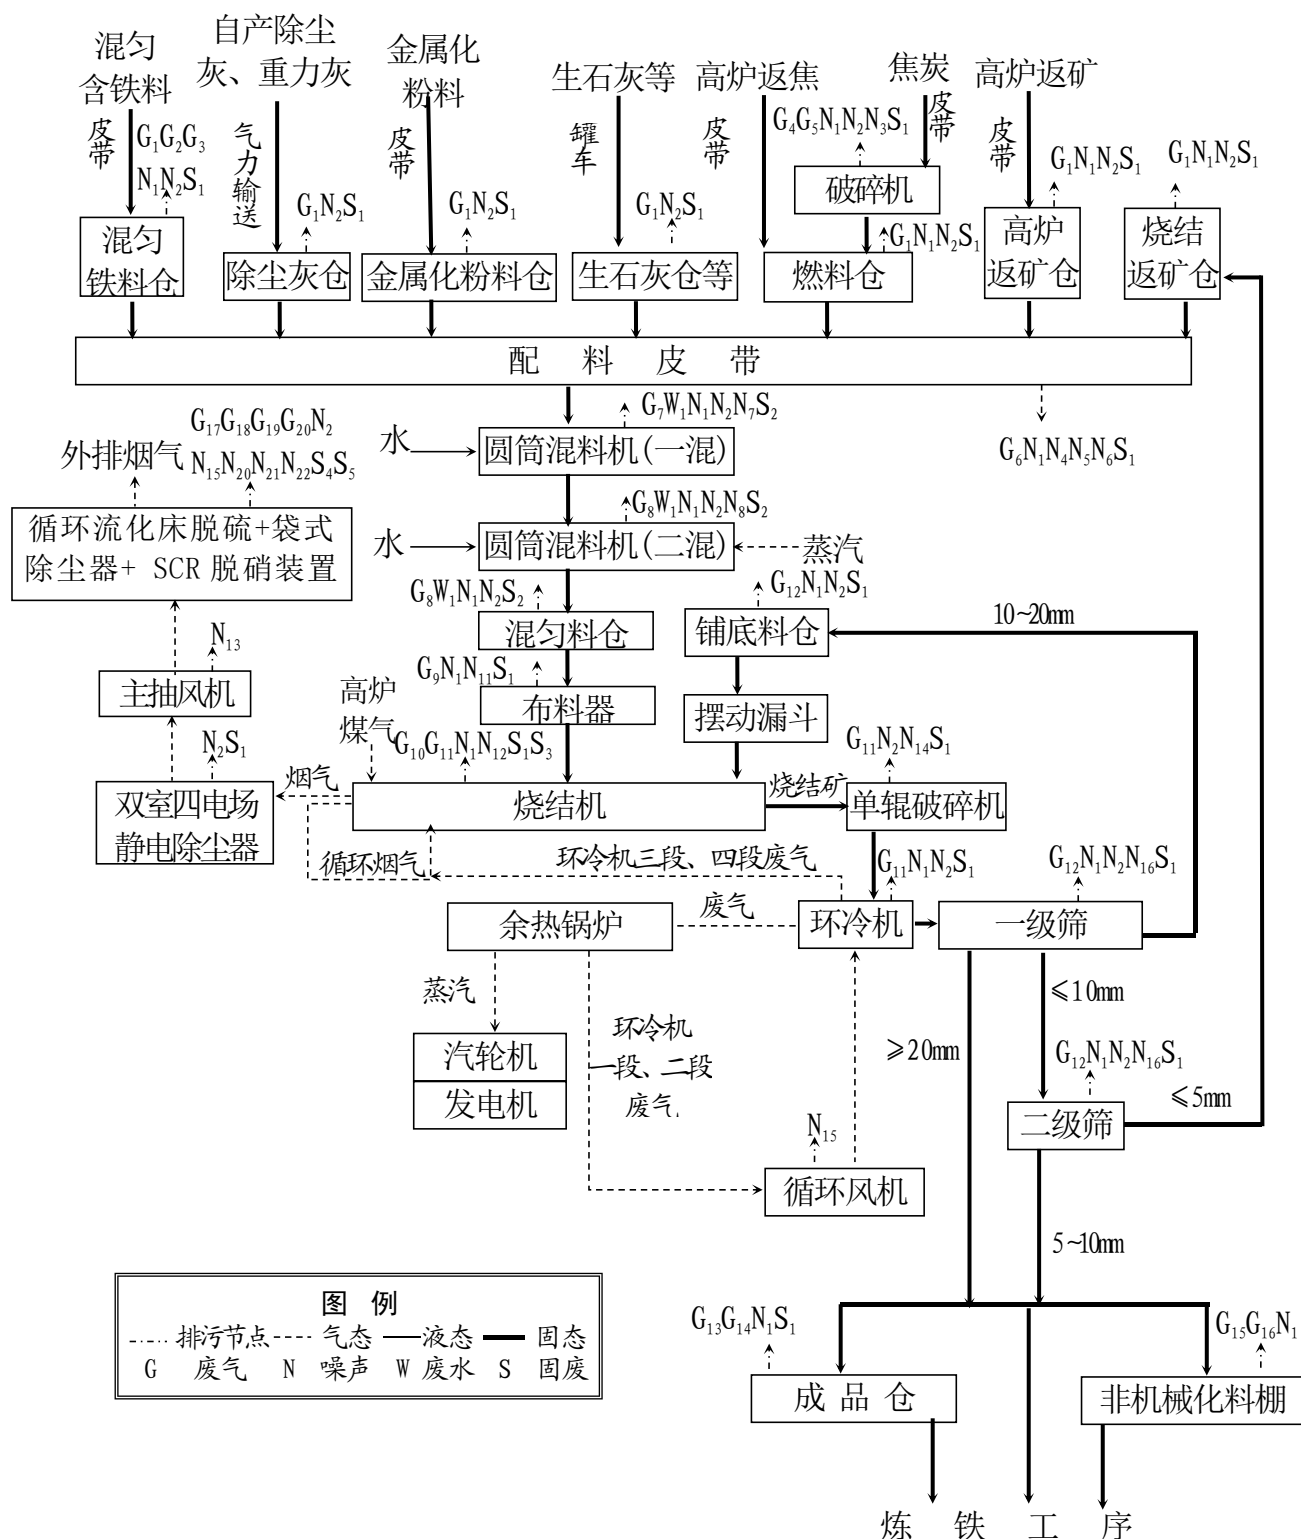 混匀
含铁料
自产除尘
灰、重力灰
金属化
粉料
生石灰等
高炉返焦
焦炭
高炉返矿
皮带
G₁G₂G₃
N₁N₂S₁
气力输送
G₁N₂S₁
皮带
G₁N₂S₁
罐车
G₁N₂S₁
皮带
G₄G₅N₁N₂N₃S₁
皮带
破碎机
G₁N₁N₂S₁
皮带
G₁N₁N₂S₁
G₁N₁N₂S₁
混匀
铁料仓
除尘灰仓
金属化粉料仓
生石灰仓等
燃料仓
高炉
返矿仓
烧结
返矿仓
配 料 皮 带
G₇W₁N₁N₂N₇S₂
G₆N₁N₄N₅N₆S₁
水
圆筒混料机(一混)
G₈W₁N₁N₂N₈S₂
水
圆筒混料机(二混)
蒸汽
G₁₇G₁₈G₁₉G₂₀N₂
N₁₅N₂₀N₂₁N₂₂S₄S₅
外排烟气
循环流化床脱硫+袋式
除尘器+ SCR 脱硝装置
G₈W₁N₁N₂S₂
混匀料仓
G₁₂N₁N₂S₁
铺底料仓
10~20mm
N₁₃
主抽风机
G₉N₁N₁₁S₁
布料器
摆动漏斗
高炉
煤气
G₁₀G₁₁N₁N₁₂S₁S₃
N₂S₁
烟气
双室四电场
静电除尘器
烧结机
烧结矿
G₁₁N₂N₁₄S₁
单辊破碎机
循环烟气
环冷机三段、四段废气
G₁₁N₁N₂S₁
G₁₂N₁N₂N₁₆S₁
余热锅炉
废气
环冷机
一级筛
蒸汽
汽轮机
发电机
环冷机
一段、二段
废气
≥20mm
≤10mm
G₁₂N₁N₂N₁₆S₁
≤5mm
二级筛
N₁₅
循环风机
5~10mm
图 例
排污节点 气态 液态 固态
G 废气 N 噪声 W 废水 S 固废
G₁₃G₁₄N₁S₁
成 品 仓
G₁₅G₁₆N₁
非机械化料棚
炼 铁 工 序